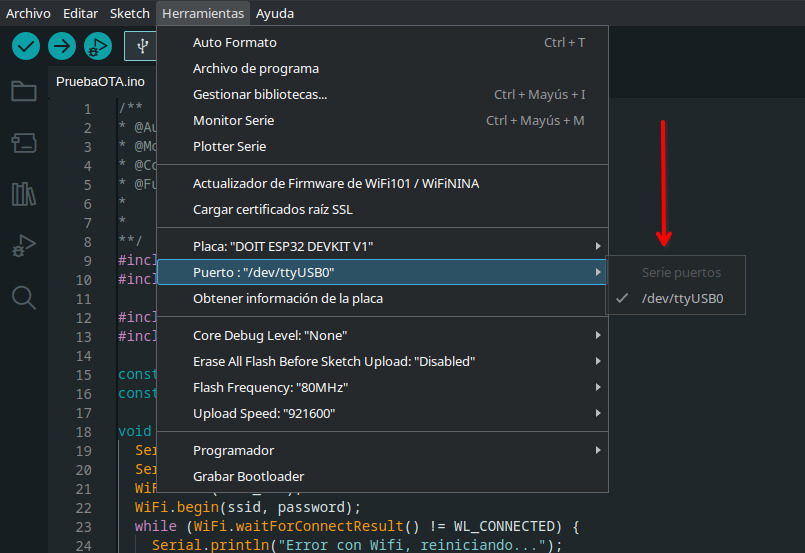 Archivo Editar Sketch Herramientas Ayuda
PruebaOTA.ino
Auto Formato Ctrl + T
Archivo de programa
Gestionar bibliotecas... Ctrl + Mayús + I
Monitor Serie Ctrl + Mayús + M
Plotter Serie
Actualizador de Firmware de WiFi101 / WiFiNINA
Cargar certificados raíz SSL
Placa: "DOIT ESP32 DEVKIT V1"
Puerto : "/dev/ttyUSB0"
Obtener información de la placa
Core Debug Level: "None"
Erase All Flash Before Sketch Upload: "Disabled"
Flash Frequency: "80MHz"
Upload Speed: "921600"
Programador
Grabar Bootloader
Serie puertos
/dev/ttyUSB0
1 /**
2 * @Au
3 * @Mo
4 * @Co
5 * @Fu
6 *
7 *
8 **/
9 #incl
10 #incl
11
12 #incl
13 #incl
14
15 const
16 const
17
18 void
19 Ser
20 Ser
21 WiF
22 WiFi.begin(ssid, password);
23 while (WiFi.waitForConnectResult() != WL_CONNECTED) {
24 Serial.println("Error con Wifi, reiniciando...");